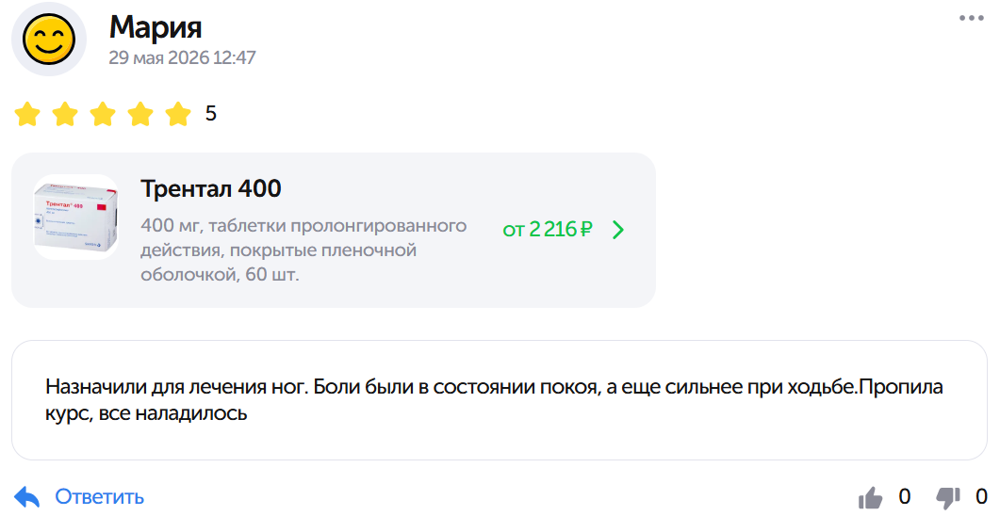 Мария
29 мая 2026 12:47
5
Трентал 400
400 мг, таблетки пролонгированного
действия, покрытые пленочной
оболочкой, 60 шт.
от 2 216 ₽
Трентал® 400
Назначили для лечения ног. Боли были в состоянии покоя, а еще сильнее при ходьбе.Пропила
курс, все наладилось
Ответить
0
0